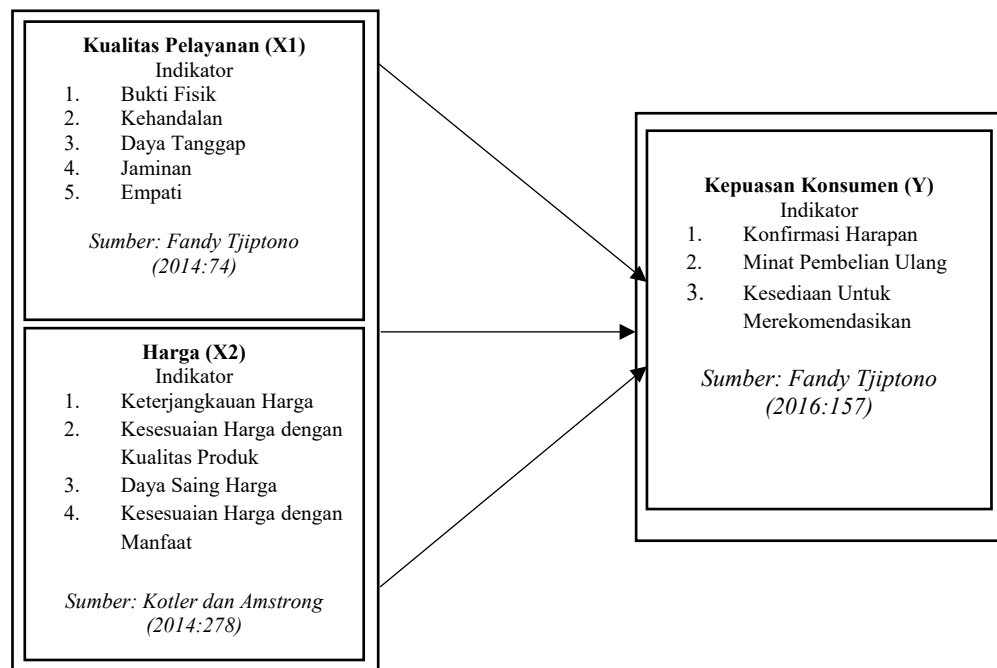 Kualitas Pelayanan (X1)
Indikator
1. Bukti Fisik
2. Kehandalan
3. Daya Tanggap
4. Jaminan
5. Empati
Sumber: Fandy Tjiptono
(2014:74)
Harga (X2)
Indikator
1. Keterjangkauan Harga
2. Kesesuaian Harga dengan
Kualitas Produk
3. Daya Saing Harga
4. Kesesuaian Harga dengan
Manfaat
Sumber: Kotler dan Amstrong
(2014:278)
Kepuasan Konsumen (Y)
Indikator
1. Konfirmasi Harapan
2. Minat Pembelian Ulang
3. Kesediaan Untuk
Merekomendasikan
Sumber: Fandy Tjiptono
(2016:157)